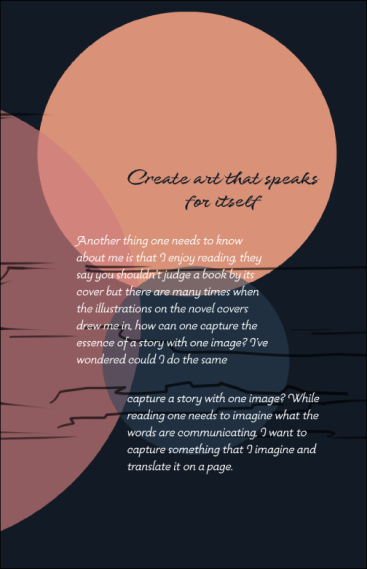 Create art that speaks
for itself
Another thing one needs to know
about me is that I enjoy reading, they
say you shouldn't judge a book by its
cover but there are many times when
the illustrations on the novel covers
drew me in, how can one capture the
essence of a story with one image? I've
wondered could I do the same
capture a story with one image? While
reading one needs to imagine what the
words are communicating, I want to
capture something that I imagine and
translate it on a page.